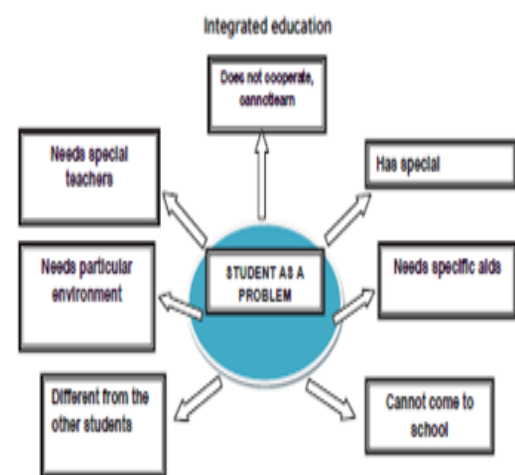 Integrated education
Does not cooperate,
cannotlearn
Needs special
teachers
Has special
Needs particular
environment
STUDENT AS A
PROBLEM
Needs specific aids
Different from the
other students
Cannot come to
school